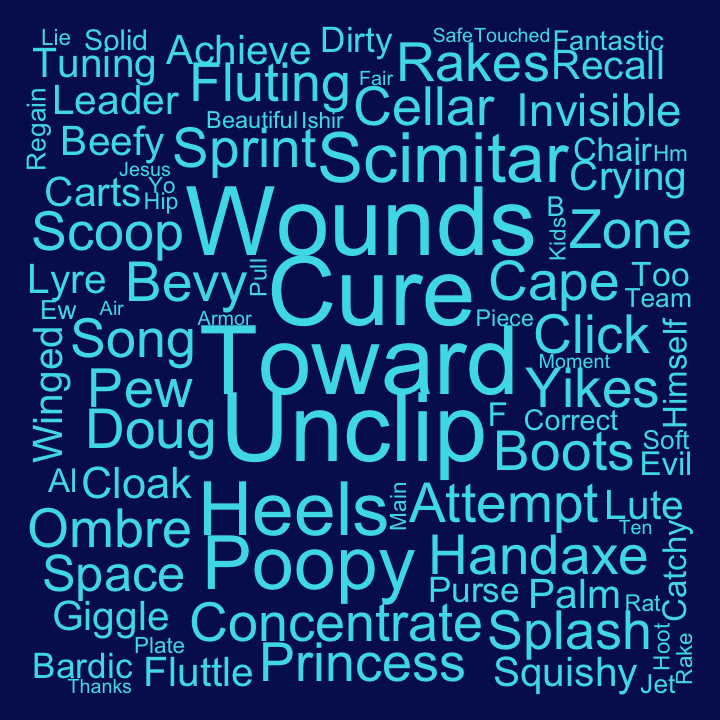 Lie
Solid
Dirty
Safe
Touched
Fantastic
Tuning
Achieve
Rakes
Recall
Regain
Leader
Fluting
Fair
Cellar
Invisible
Beautiful
Ishir
Beefy
Sprint
Scimitar
Chair
Hm
Jesus
Crying
Carts
Yo
Hip
Wounds
B
Kids
Zone
Scoop
Lyre
Bevy
Pull
Cure
Cape
Too
Team
Ew
Air
Armor
Piece
Click
Himself
Winged
Song
Toward
Moment
Pew
Yikes
Doug
Unclip
F
Correct
Boots
Soft
Evil
Al
Cloak
Heels
Main
Attempt
Lute
Ten
Ombre
Poopy
Handaxe
Catchy
Space
Purse
Palm
Rat
Giggle
Concentrate
Splash
Hoot
Rake
Plate
Bardic
Thanks
Fluttle
Princess
Squishy
Jet